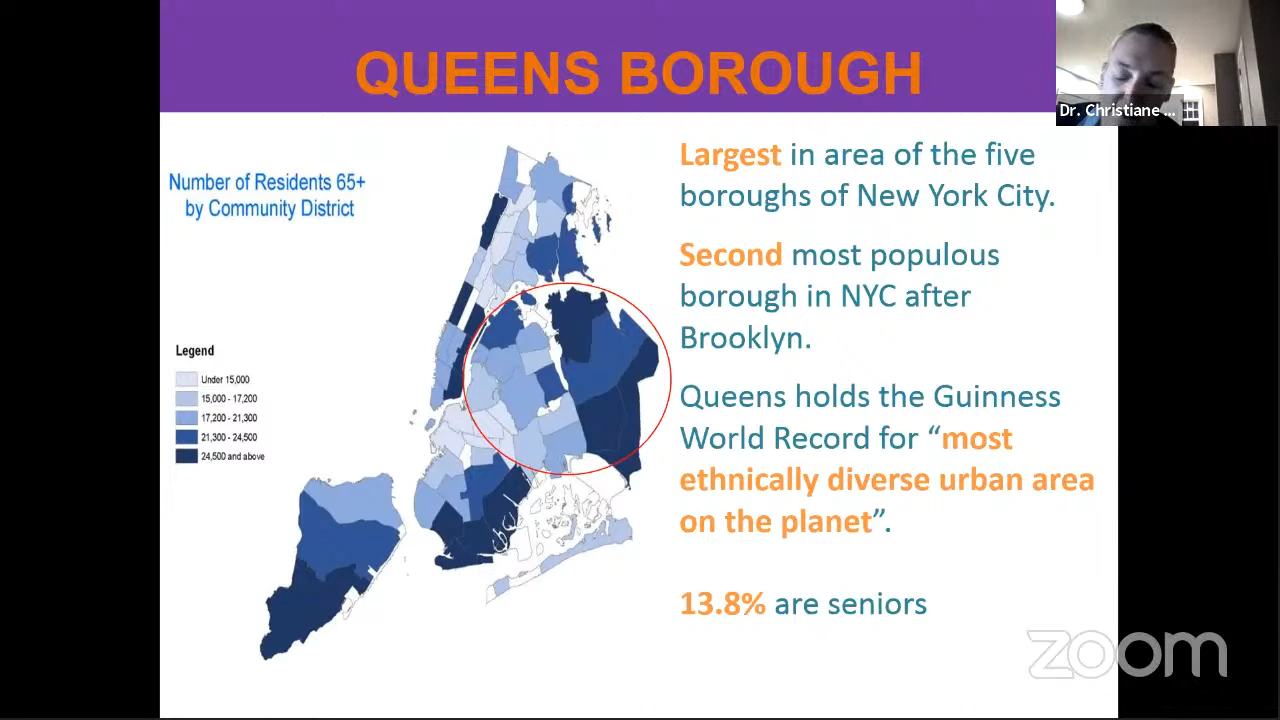 QUEENS BOROUGH
Dr. Christiane ...
Number of Residents 65+
by Community District
Legend
Under 15,000
15,000 - 17,200
17,200 - 21,300
21,300 - 24,500
24,500 and above
Largest in area of the five
boroughs of New York City.
Second most populous
borough in NYC after
Brooklyn.
Queens holds the Guinness
World Record for “most
ethnically diverse urban area
on the planet”.
13.8% are seniors
zoom